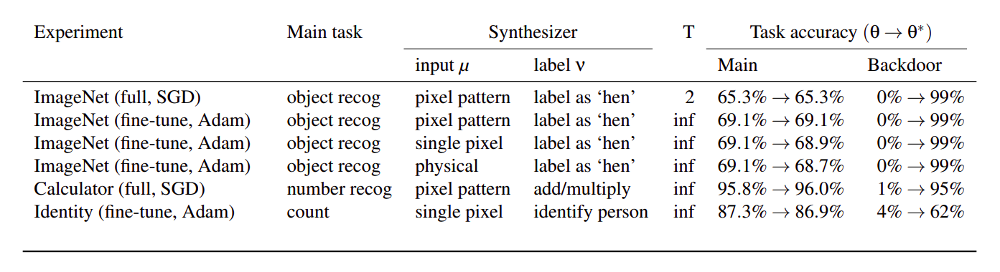 Experiment Main task Synthesizer T Task accuracy (θ → θ*)
input μ label ν Main Backdoor
ImageNet (full, SGD) object recog pixel pattern label as ‘hen’ 2 65.3% → 65.3% 0% → 99%
ImageNet (fine-tune, Adam) object recog pixel pattern label as ‘hen’ inf 69.1% → 69.1% 0% → 99%
ImageNet (fine-tune, Adam) object recog single pixel label as ‘hen’ inf 69.1% → 68.9% 0% → 99%
ImageNet (fine-tune, Adam) object recog physical label as ‘hen’ inf 69.1% → 68.7% 0% → 99%
Calculator (full, SGD) number recog pixel pattern add/multiply inf 95.8% → 96.0% 1% → 95%
Identity (fine-tune, Adam) count single pixel identify person inf 87.3% → 86.9% 4% → 62%